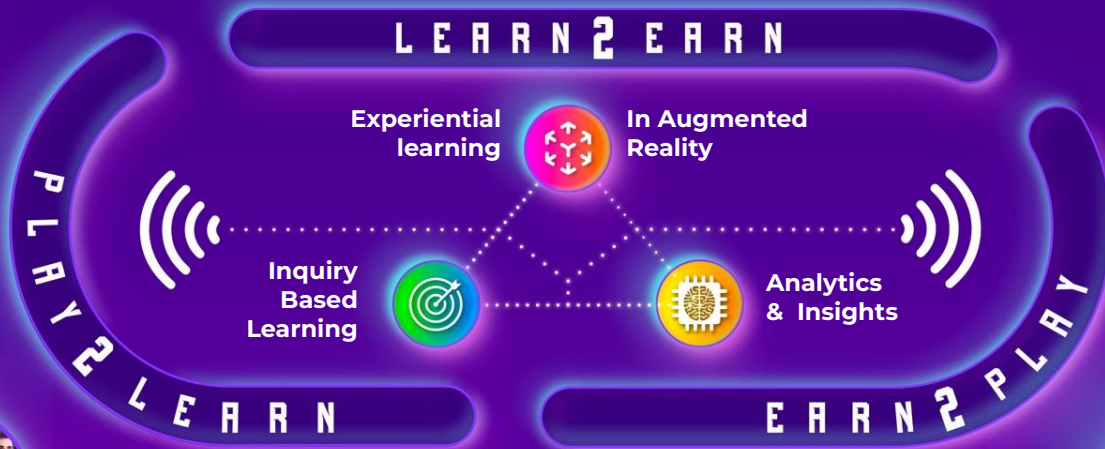 LEARN2EARN
Experiential
learning
In Augmented
Reality
PLAY2LEARN
Inquiry
Based
Learning
Analytics
& Insights
EARN2PLAY